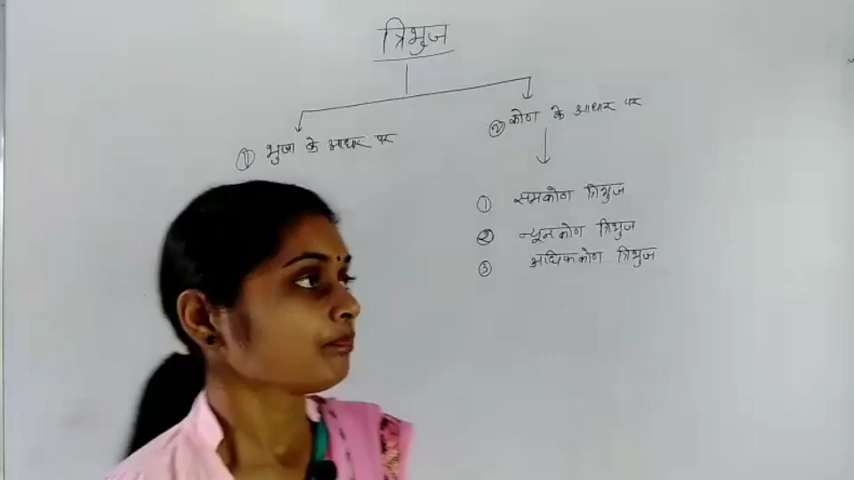 त्रिभुज
① भुजा के आधार पर
② कोण के आधार पर
① समकोण त्रिभुज
② न्यूनकोण त्रिभुज
③ अधिककोण त्रिभुज